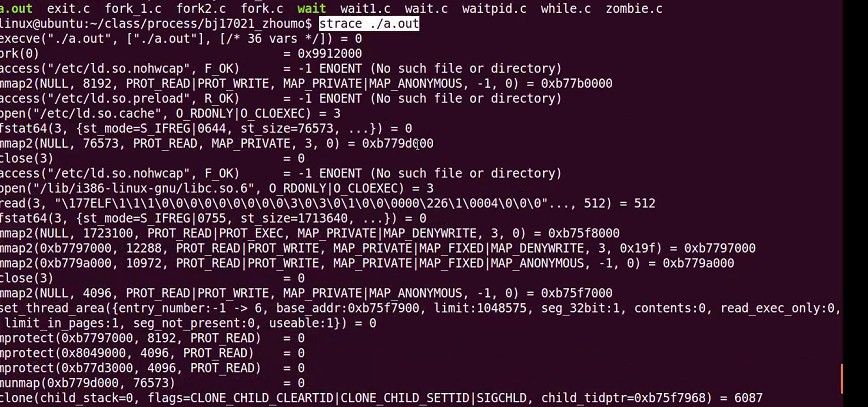 a.out  exit.c  fork_1.c  fork2.c  fork.c  wait  wait1.c  wait.c  waitpid.c  while.c  zombie.c
linux@ubuntu:~/class/process/bj17021_zhoumo$ strace ./a.out
execve("./a.out", ["./a.out"], [/* 36 vars */]) = 0
brk(0)                                  = 0x9912000
access("/etc/ld.so.nohwcap", F_OK)      = -1 ENOENT (No such file or directory)
mmap2(NULL, 8192, PROT_READ|PROT_WRITE, MAP_PRIVATE|MAP_ANONYMOUS, -1, 0) = 0xb77b0000
access("/etc/ld.so.preload", R_OK)      = -1 ENOENT (No such file or directory)
open("/etc/ld.so.cache", O_RDONLY|O_CLOEXEC) = 3
fstat64(3, {st_mode=S_IFREG|0644, st_size=76573, ...}) = 0
mmap2(NULL, 76573, PROT_READ, MAP_PRIVATE, 3, 0) = 0xb779d000
close(3)                                = 0
access("/etc/ld.so.nohwcap", F_OK)      = -1 ENOENT (No such file or directory)
open("/lib/i386-linux-gnu/libc.so.6", O_RDONLY|O_CLOEXEC) = 3
read(3, "\177ELF\1\1\1\0\0\0\0\0\0\0\0\0\3\0\3\0\1\0\0\0000\226\1\0004\0\0\0"..., 512) = 512
fstat64(3, {st_mode=S_IFREG|0755, st_size=1713640, ...}) = 0
mmap2(NULL, 1723100, PROT_READ|PROT_EXEC, MAP_PRIVATE|MAP_DENYWRITE, 3, 0) = 0xb75f8000
mmap2(0xb7797000, 12288, PROT_READ|PROT_WRITE, MAP_PRIVATE|MAP_FIXED|MAP_DENYWRITE, 3, 0x19f) = 0xb7797000
mmap2(0xb779a000, 10972, PROT_READ|PROT_WRITE, MAP_PRIVATE|MAP_FIXED|MAP_ANONYMOUS, -1, 0) = 0xb779a000
close(3)                                = 0
mmap2(NULL, 4096, PROT_READ|PROT_WRITE, MAP_PRIVATE|MAP_ANONYMOUS, -1, 0) = 0xb75f7000
set_thread_area({entry_number:-1 -> 6, base_addr:0xb75f7900, limit:1048575, seg_32bit:1, contents:0, read_exec_only:0,
 limit_in_pages:1, seg_not_present:0, useable:1}) = 0
mprotect(0xb7797000, 8192, PROT_READ)   = 0
mprotect(0x8049000, 4096, PROT_READ)    = 0
mprotect(0xb77d3000, 4096, PROT_READ)   = 0
munmap(0xb779d000, 76573)               = 0
clone(child_stack=0, flags=CLONE_CHILD_CLEARTID|CLONE_CHILD_SETTID|SIGCHLD, child_tidptr=0xb75f7968) = 6087